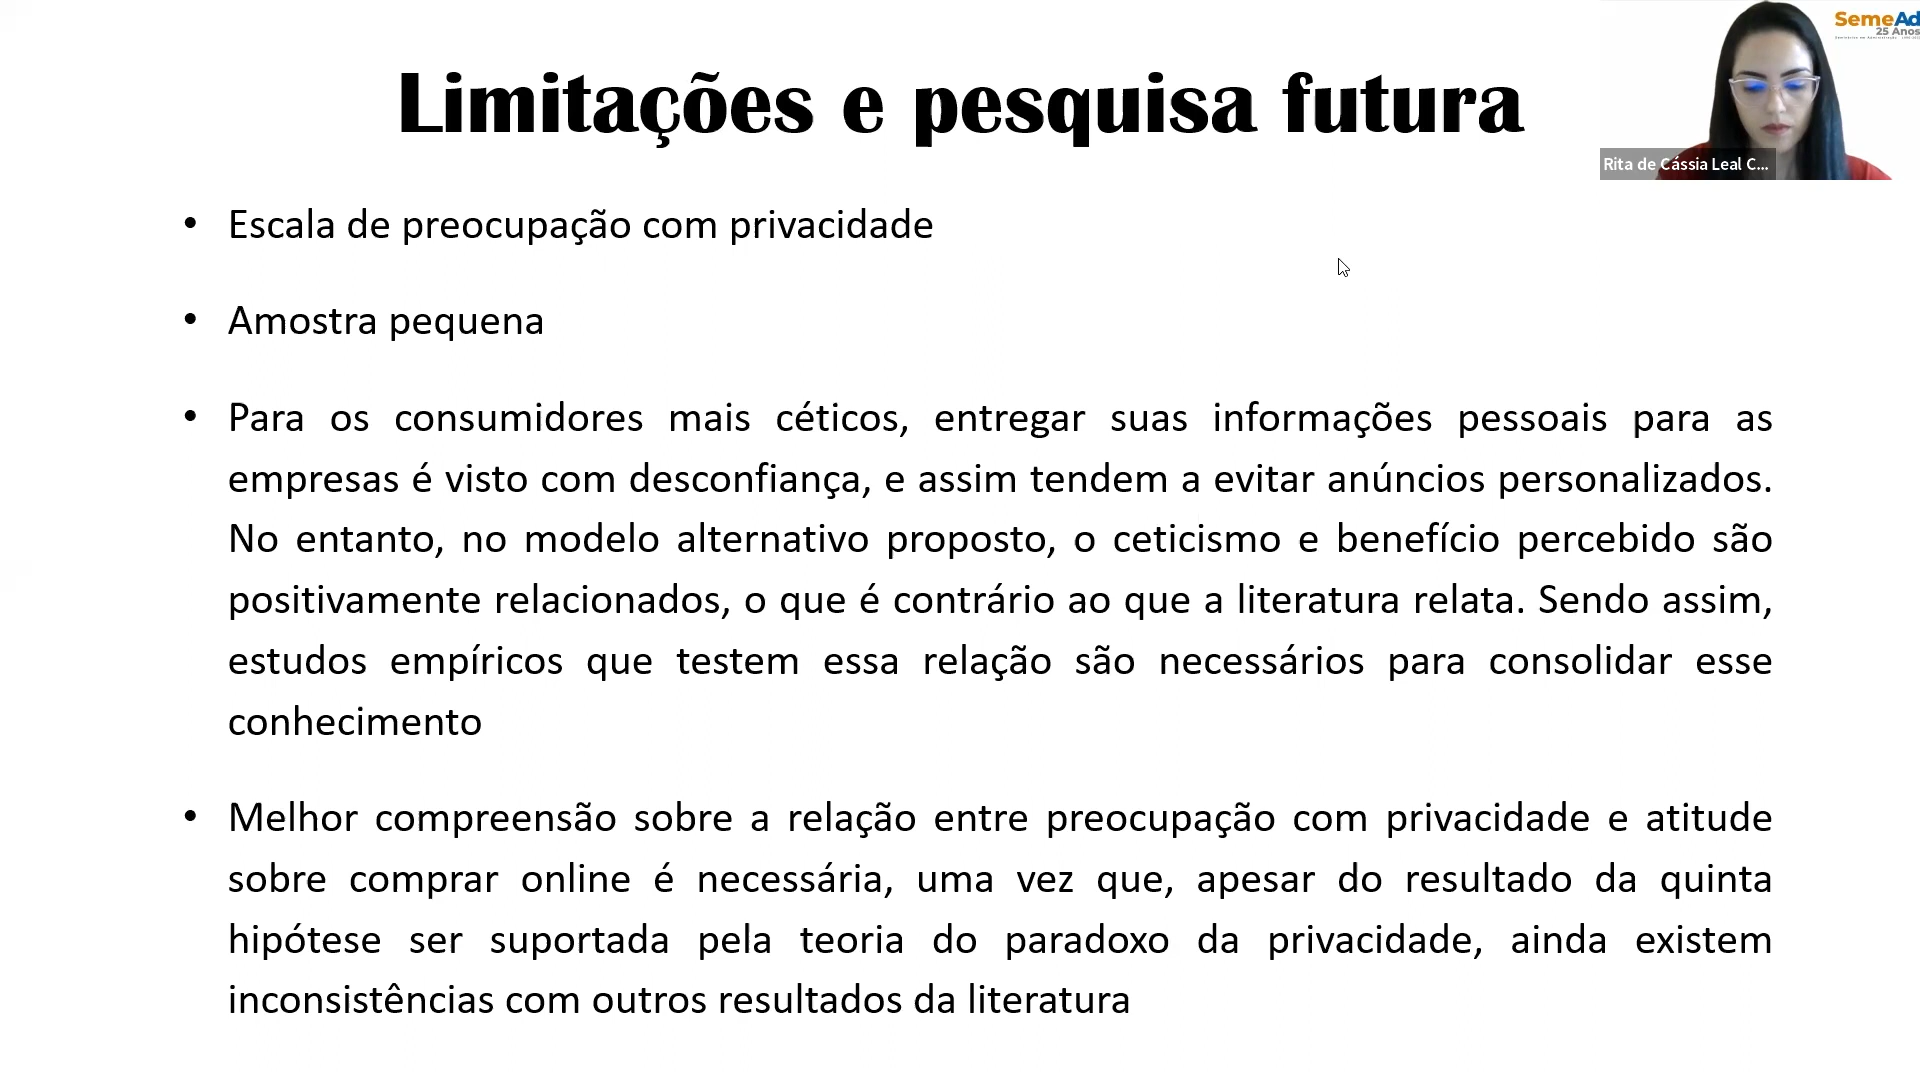 SemeAd
25 Anos
Limitações e pesquisa futura
Rita de Cássia Leal C...
• Escala de preocupação com privacidade
• Amostra pequena
• Para os consumidores mais céticos, entregar suas informações pessoais para as
empresas é visto com desconfiança, e assim tendem a evitar anúncios personalizados.
No entanto, no modelo alternativo proposto, o ceticismo e benefício percebido são
positivamente relacionados, o que é contrário ao que a literatura relata. Sendo assim,
estudos empíricos que testem essa relação são necessários para consolidar esse
conhecimento
• Melhor compreensão sobre a relação entre preocupação com privacidade e atitude
sobre comprar online é necessária, uma vez que, apesar do resultado da quinta
hipótese ser suportada pela teoria do paradoxo da privacidade, ainda existem
inconsistências com outros resultados da literatura